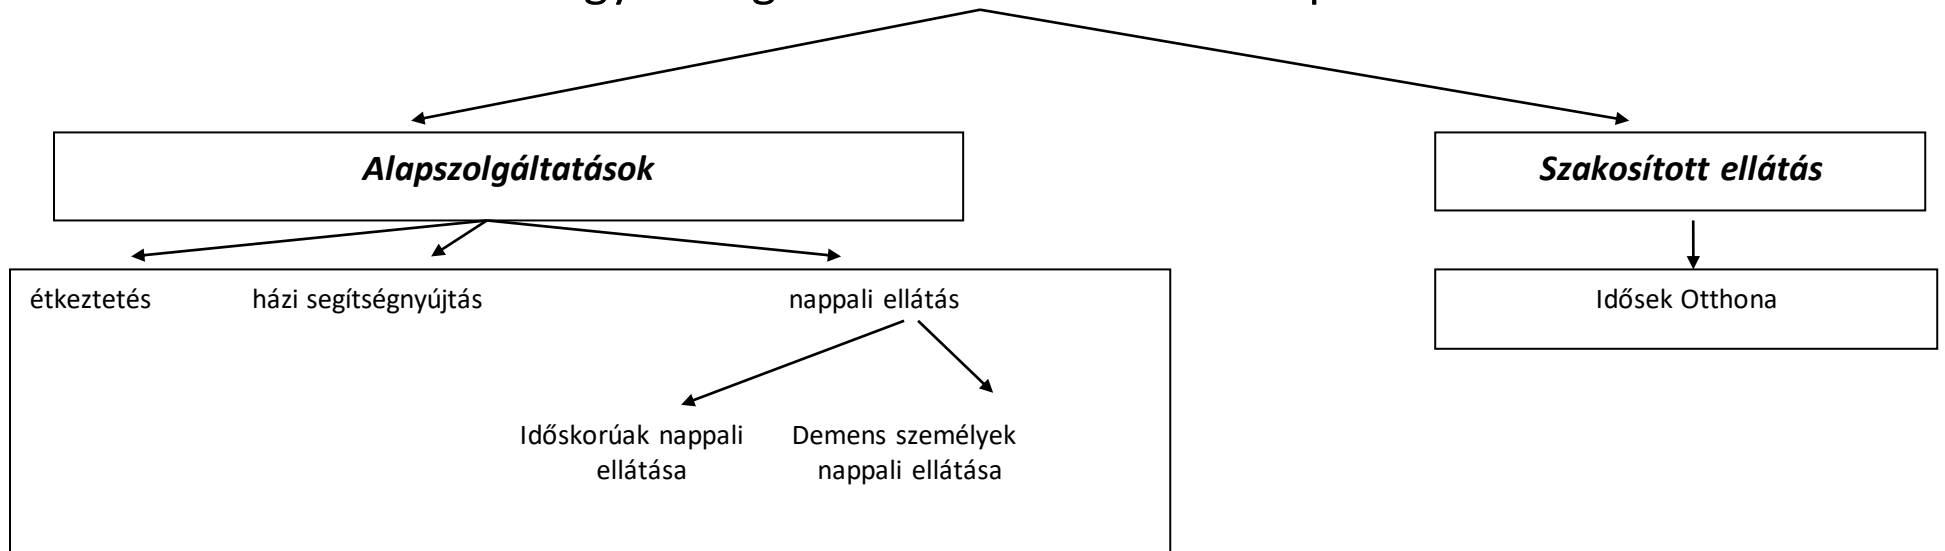 Alapszolgáltatások
Szakosított ellátás
étkeztetés
házi segítségnyújtás
nappali ellátás
Idősek Otthona
Időskorúak nappali
ellátása
Demens személyek
nappali ellátása